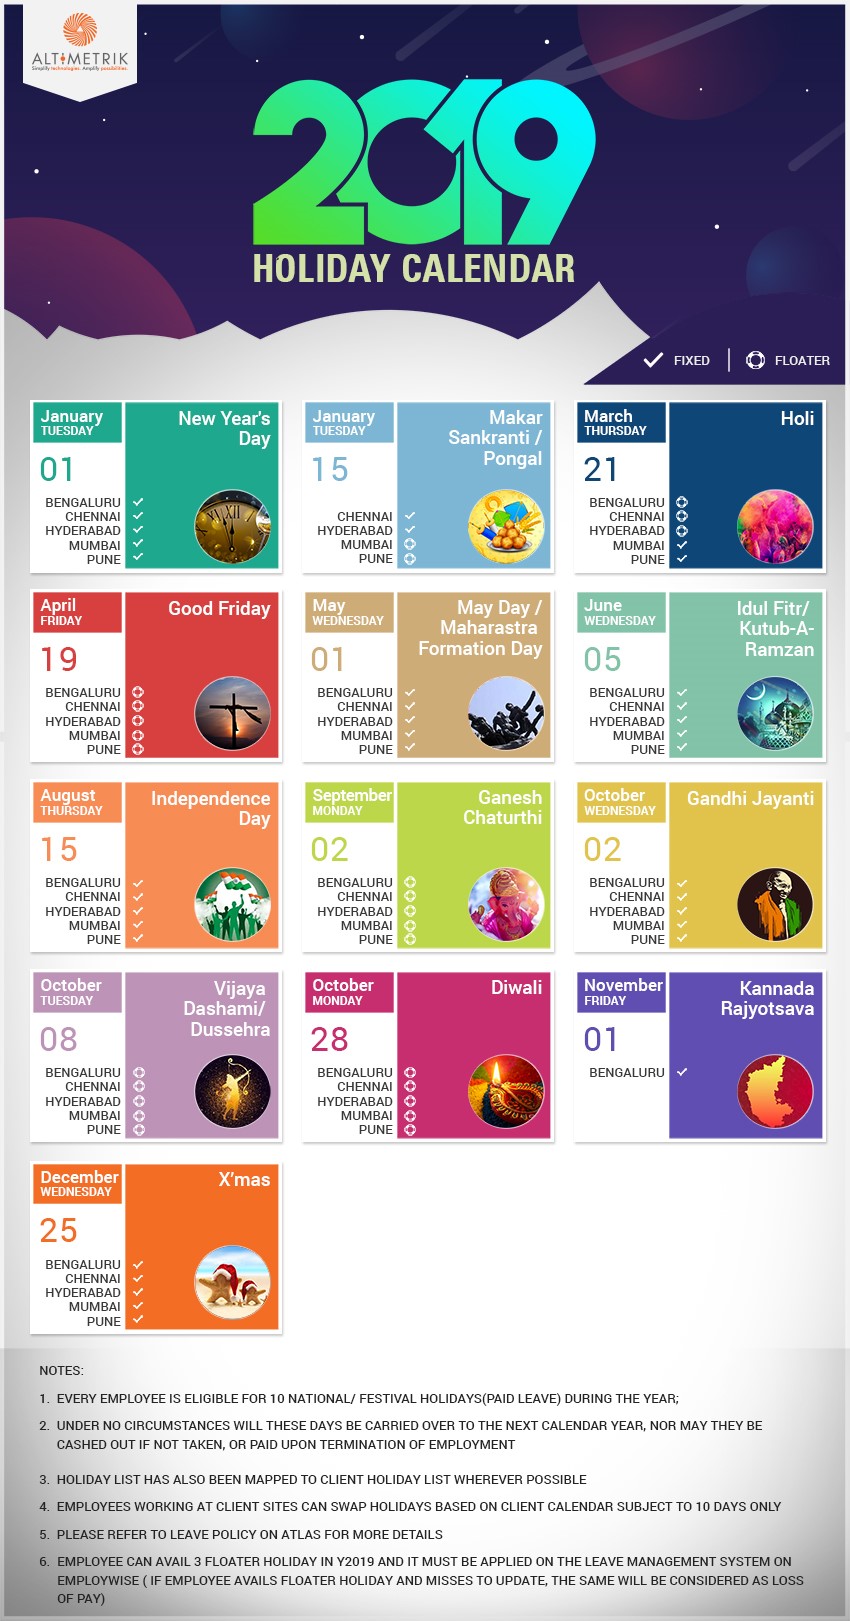 ALTIMETRIK
Simplify technologies. Amplify possibilities.
2019
HOLIDAY CALENDAR
FIXED
FLOATER
January
TUESDAY
01
New Year's
Day
BENGALURU
CHENNAI
HYDERABAD
MUMBAI
PUNE
XII
January
TUESDAY
15
Makar
Sankranti /
Pongal
CHENNAI
HYDERABAD
MUMBAI
PUNE
March
THURSDAY
21
Holi
BENGALURU
CHENNAI
HYDERABAD
MUMBAI
PUNE
April
FRIDAY
19
Good Friday
BENGALURU
CHENNAI
HYDERABAD
MUMBAI
PUNE
May
WEDNESDAY
01
May Day /
Maharastra
Formation Day
BENGALURU
CHENNAI
HYDERABAD
MUMBAI
PUNE
June
WEDNESDAY
05
Idul Fitr/
Kutub-A-
Ramzan
BENGALURU
CHENNAI
HYDERABAD
MUMBAI
PUNE
August
THURSDAY
15
Independence
Day
BENGALURU
CHENNAI
HYDERABAD
MUMBAI
PUNE
September
MONDAY
02
Ganesh
Chaturthi
BENGALURU
CHENNAI
HYDERABAD
MUMBAI
PUNE
October
WEDNESDAY
02
Gandhi Jayanti
BENGALURU
CHENNAI
HYDERABAD
MUMBAI
PUNE
October
TUESDAY
08
Vijaya
Dashami/
Dussehra
BENGALURU
CHENNAI
HYDERABAD
MUMBAI
PUNE
October
MONDAY
28
Diwali
BENGALURU
CHENNAI
HYDERABAD
MUMBAI
PUNE
November
FRIDAY
01
Kannada
Rajyotsava
BENGALURU
December
WEDNESDAY
25
X'mas
BENGALURU
CHENNAI
HYDERABAD
MUMBAI
PUNE
NOTES:
1. EVERY EMPLOYEE IS ELIGIBLE FOR 10 NATIONAL/ FESTIVAL HOLIDAYS(PAID LEAVE) DURING THE YEAR;
2. UNDER NO CIRCUMSTANCES WILL THESE DAYS BE CARRIED OVER TO THE NEXT CALENDAR YEAR, NOR MAY THEY BE
CASHED OUT IF NOT TAKEN, OR PAID UPON TERMINATION OF EMPLOYMENT
3. HOLIDAY LIST HAS ALSO BEEN MAPPED TO CLIENT HOLIDAY LIST WHEREVER POSSIBLE
4. EMPLOYEES WORKING AT CLIENT SITES CAN SWAP HOLIDAYS BASED ON CLIENT CALENDAR SUBJECT TO 10 DAYS ONLY
5. PLEASE REFER TO LEAVE POLICY ON ATLAS FOR MORE DETAILS
6. EMPLOYEE CAN AVAIL 3 FLOATER HOLIDAY IN Y2019 AND IT MUST BE APPLIED ON THE LEAVE MANAGEMENT SYSTEM ON
EMPLOYWISE ( IF EMPLOYEE AVAILS FLOATER HOLIDAY AND MISSES TO UPDATE, THE SAME WILL BE CONSIDERED AS LOSS
OF PAY)